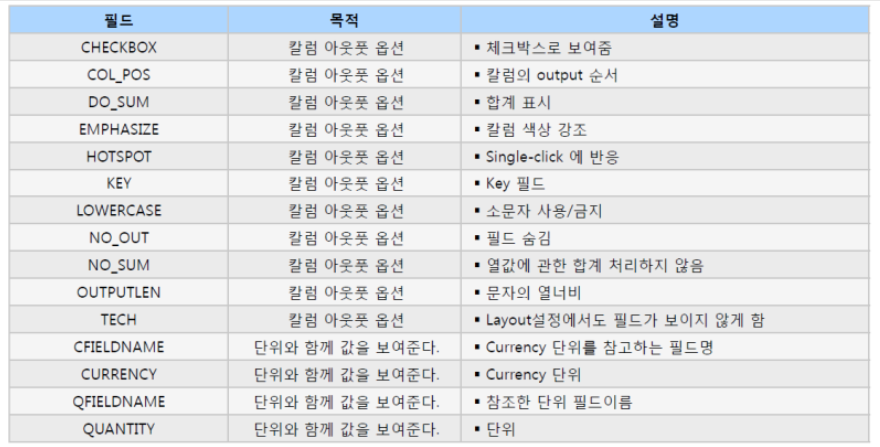 필드 목적 설명
CHECKBOX 칼럼 아웃풋 옵션 ▪ 체크박스로 보여줌
COL_POS 칼럼 아웃풋 옵션 ▪ 칼럼의 output 순서
DO_SUM 칼럼 아웃풋 옵션 ▪ 합계 표시
EMPHASIZE 칼럼 아웃풋 옵션 ▪ 칼럼 색상 강조
HOTSPOT 칼럼 아웃풋 옵션 ▪ Single-click 에 반응
KEY 칼럼 아웃풋 옵션 ▪ Key 필드
LOWERCASE 칼럼 아웃풋 옵션 ▪ 소문자 사용/금지
NO_OUT 칼럼 아웃풋 옵션 ▪ 필드 숨김
NO_SUM 칼럼 아웃풋 옵션 ▪ 열값에 관한 합계 처리하지 않음
OUTPUTLEN 칼럼 아웃풋 옵션 ▪ 문자의 열너비
TECH 칼럼 아웃풋 옵션 ▪ Layout설정에서도 필드가 보이지 않게 함
CFIELDNAME 단위와 함께 값을 보여준다. ▪ Currency 단위를 참고하는 필드명
CURRENCY 단위와 함께 값을 보여준다. ▪ Currency 단위
QFIELDNAME 단위와 함께 값을 보여준다. ▪ 참조한 단위 필드이름
QUANTITY 단위와 함께 값을 보여준다. ▪ 단위